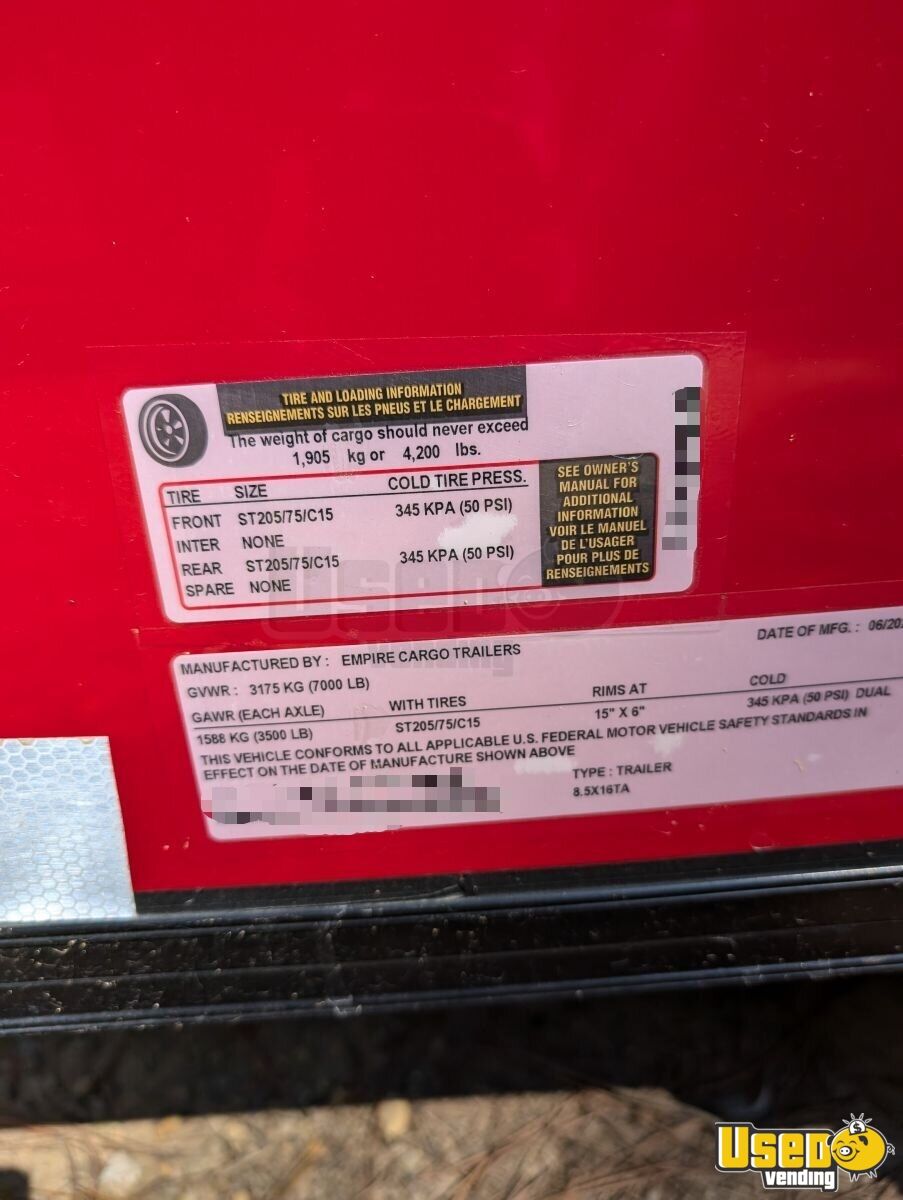 TIRE AND LOADING INFORMATION
RENSEIGNEMENTS SUR LES PNEUS ET LE CHARGEMENT
The weight of cargo should never exceed
1,905 kg or 4,200 lbs.
TIRE SIZE COLD TIRE PRESS.
FRONT ST205/75/C15 345 KPA (50 PSI)
INTER NONE
REAR ST205/75/C15 345 KPA (50 PSI)
SPARE NONE
SEE OWNER'S
MANUAL FOR
ADDITIONAL
INFORMATION
VOIR LE MANUEL
DE L'USAGER
POUR PLUS DE
RENSEIGNEMENTS
MANUFACTURED BY : EMPIRE CARGO TRAILERS DATE OF MFG. : 06/20
GVWR : 3175 KG (7000 LB)
GAWR (EACH AXLE) WITH TIRES RIMS AT COLD
1588 KG (3500 LB) ST205/75/C15 15" X 6" 345 KPA (50 PSI) DUAL
THIS VEHICLE CONFORMS TO ALL APPLICABLE U.S. FEDERAL MOTOR VEHICLE SAFETY STANDARDS IN
EFFECT ON THE DATE OF MANUFACTURE SHOWN ABOVE
TYPE : TRAILER
8.5X16TA
Used
vending
Used
vending